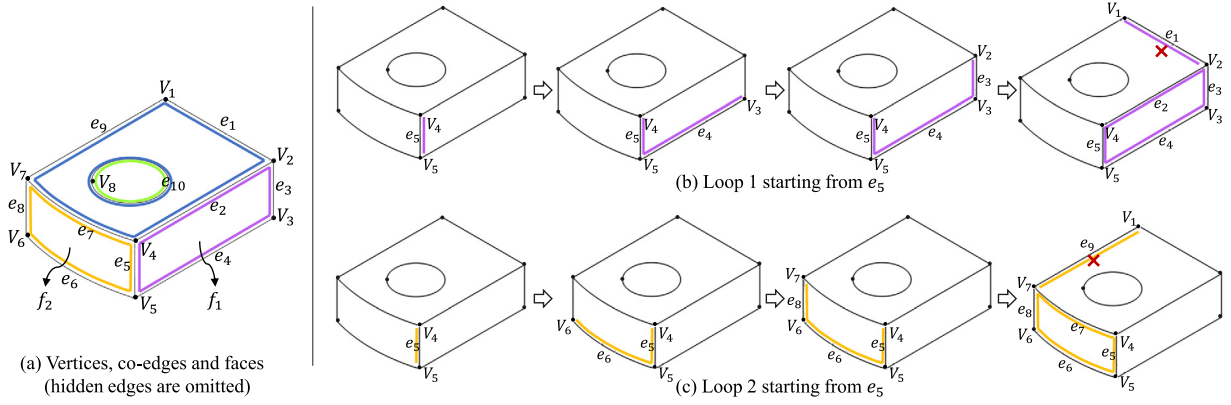 V₁
e₉ e₁
V₇ V₂
V₈ e₁₀
e₈ e₂ e₃
e₇
V₆ V₄ V₃
e₅ e₄
e₆
f₂ V₅ f₁
(a) Vertices, co-edges and faces
(hidden edges are omitted)
V₄
e₅
V₅
V₄ V₃
e₅ e₄
V₅
V₂
e₃
V₄ V₃
e₅ e₄
V₅
V₁
e₁
V₂
e₂ e₃
V₄ V₃
e₅ e₄
V₅
(b) Loop 1 starting from e₅
V₄
e₅
V₅
V₆ V₄
e₅
e₆
V₅
V₇
e₈
V₆ V₄
e₅
e₆
V₅
V₁
e₉
V₇
e₈
e₇
V₆ V₄
e₅
e₆
V₅
(c) Loop 2 starting from e₅